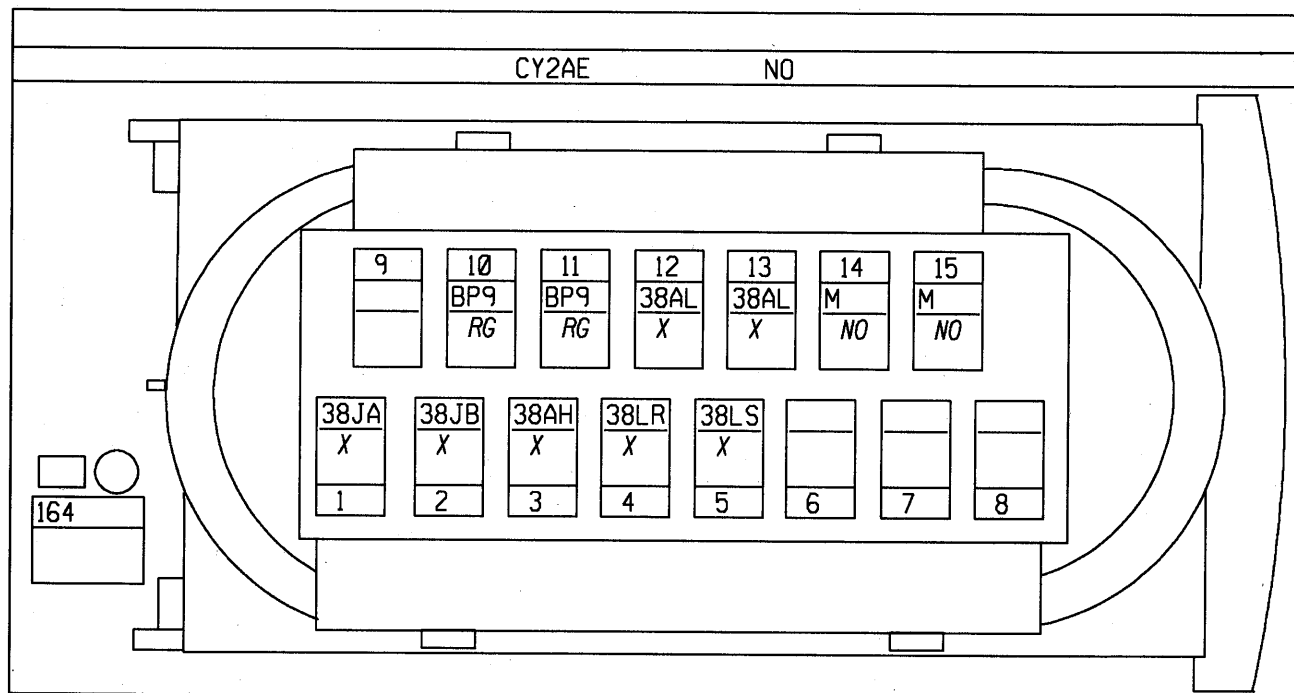 CY2AE NO
9 10 11 12 13 14 15
BP9 BP9 38AL 38AL M M
RG RG X X NO NO
38JA 38JB 38AH 38LR 38LS
X X X X X
1 2 3 4 5 6 7 8
164